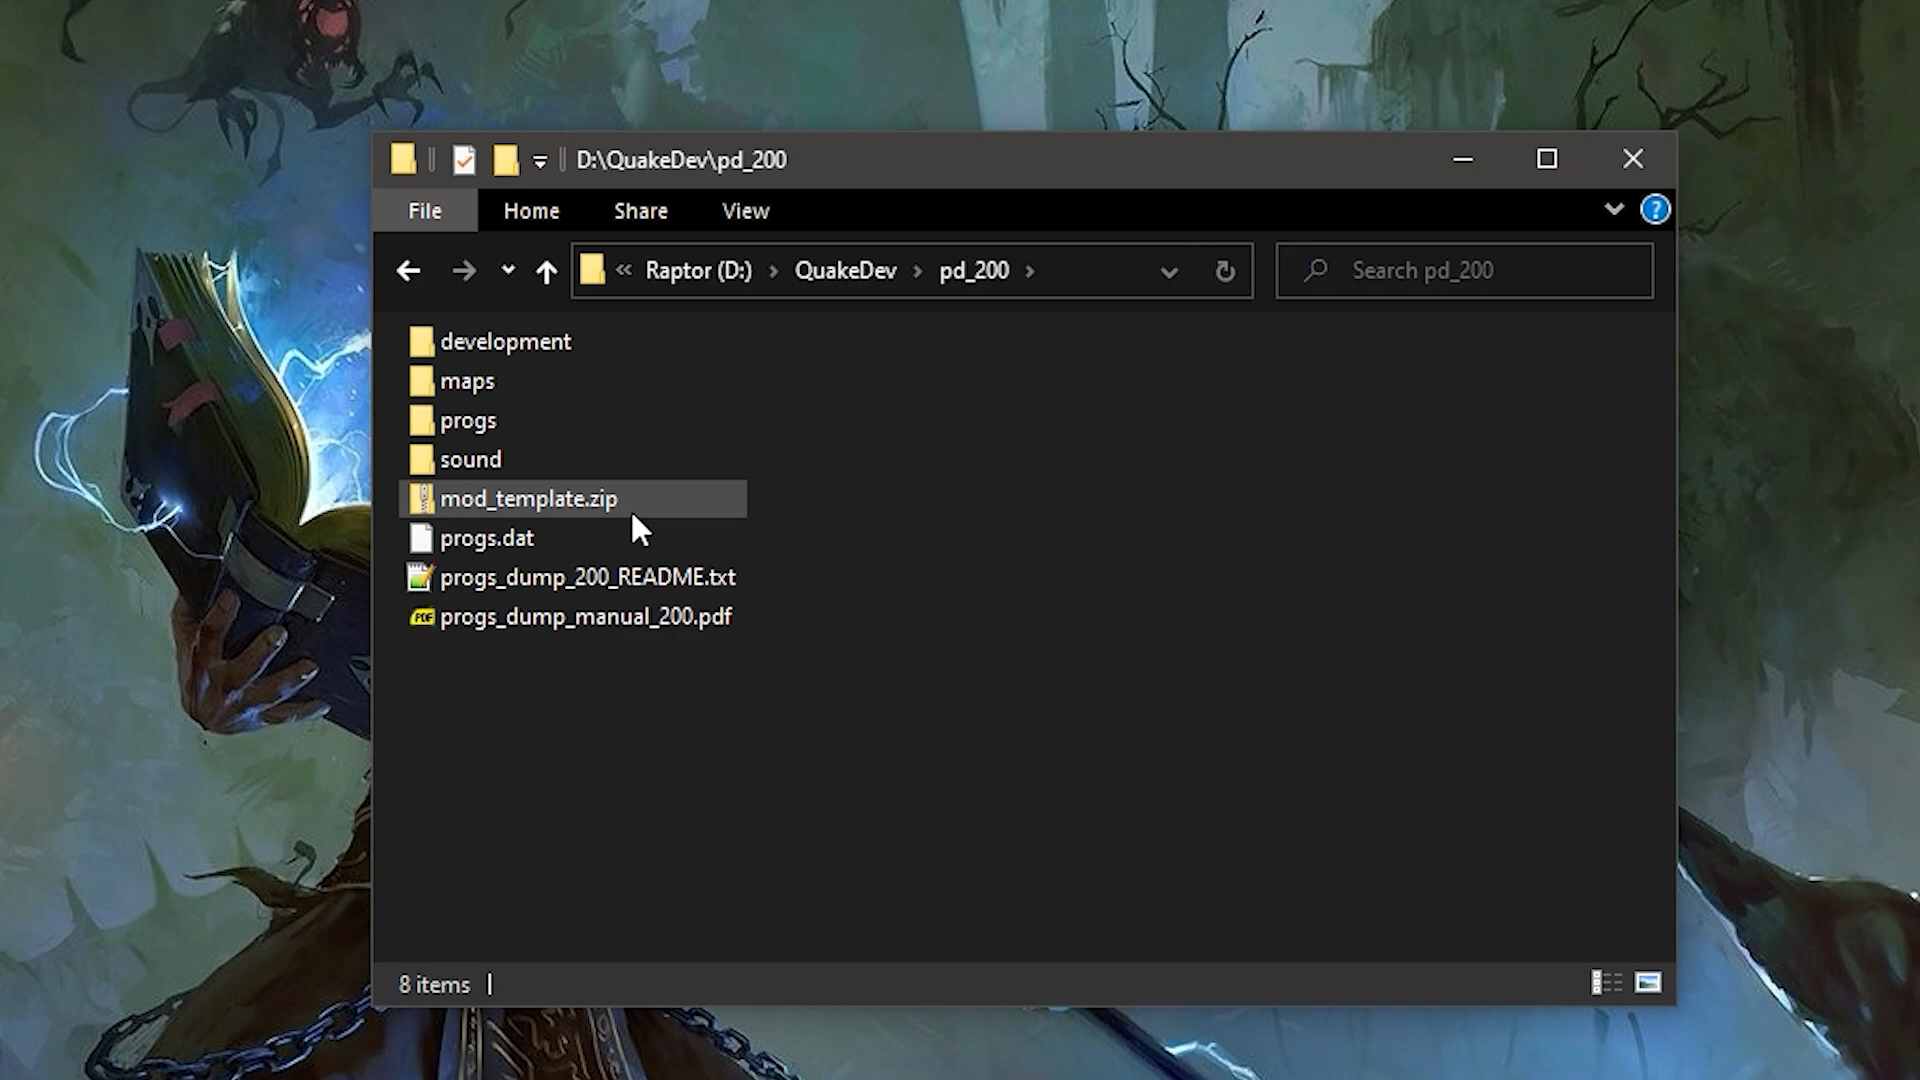 D:\QuakeDev\pd_200
File Home Share View
?
« Raptor (D:) › QuakeDev › pd_200 ›
Search pd_200
development
maps
progs
sound
mod_template.zip
progs.dat
progs_dump_200_README.txt
PDF progs_dump_manual_200.pdf
8 items